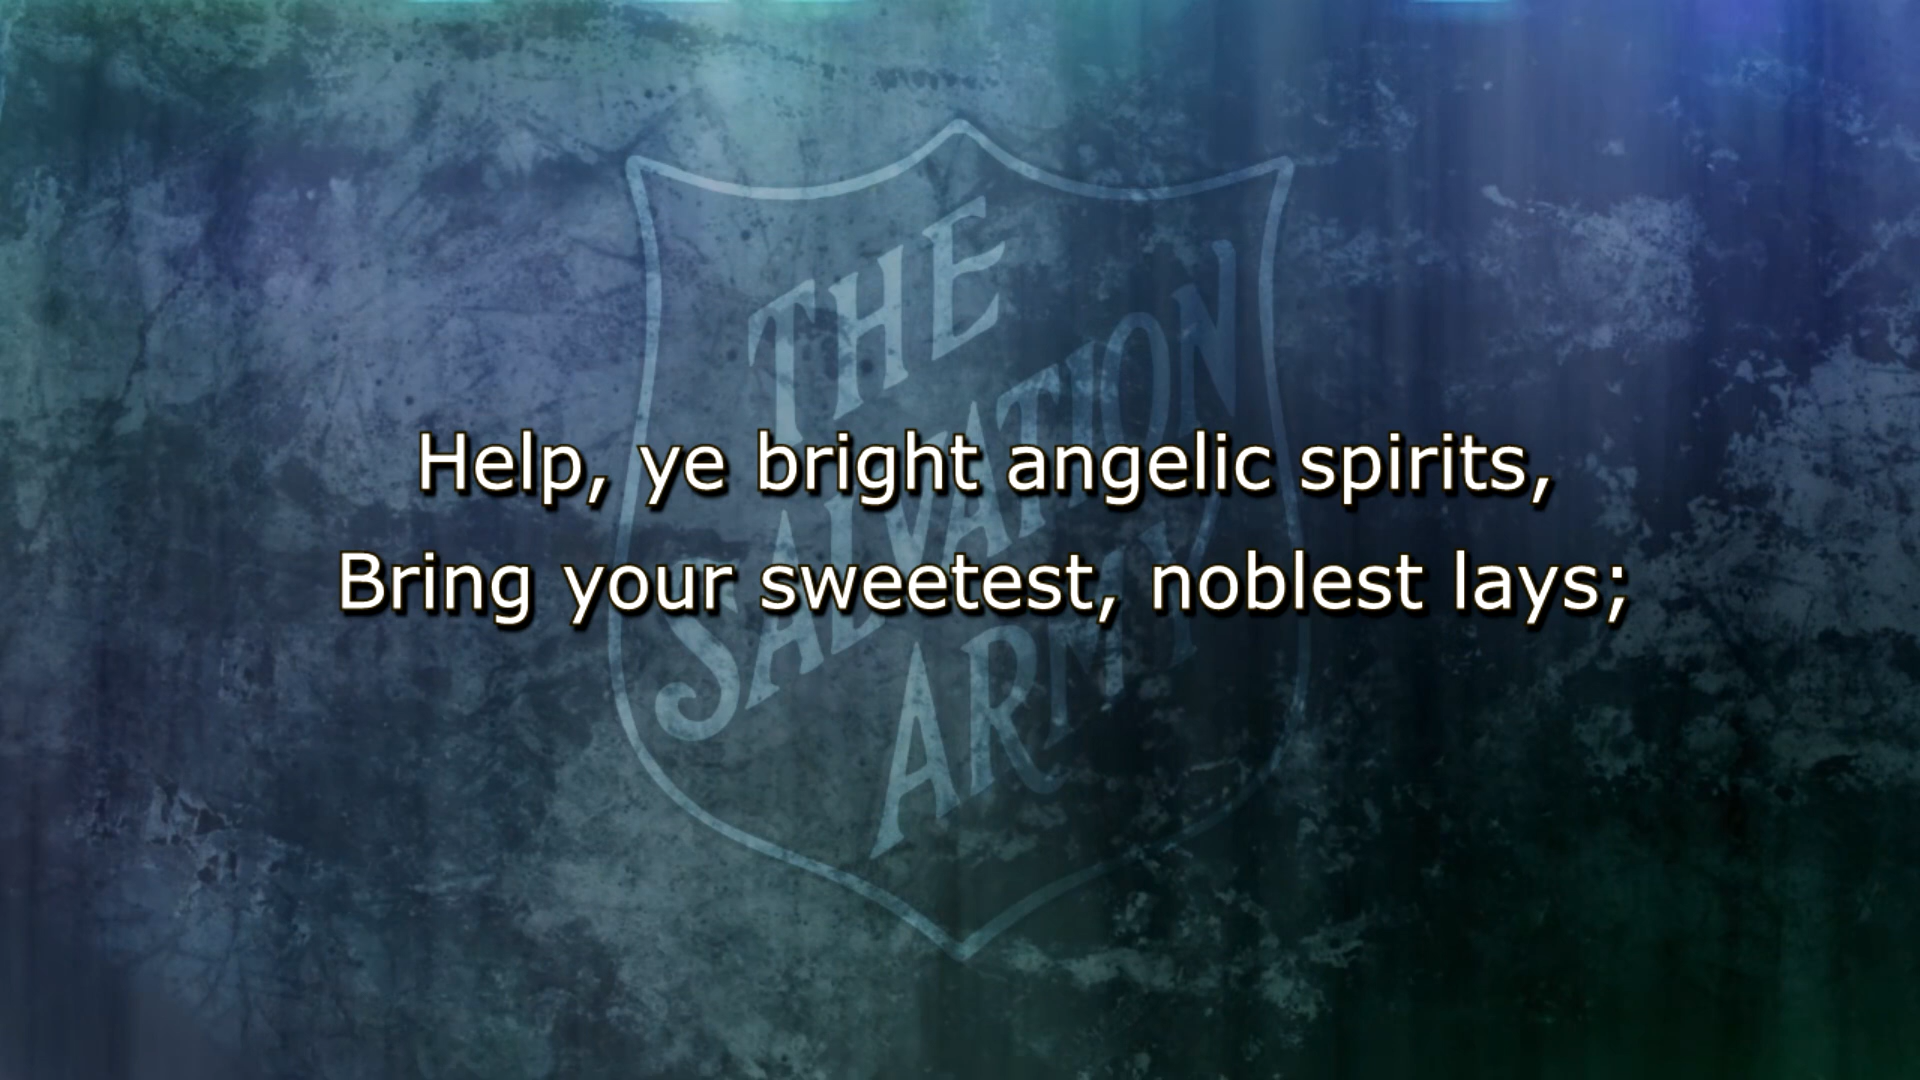 THE
SALVATION
ARMY
Help, ye bright angelic spirits,
Bring your sweetest, noblest lays;